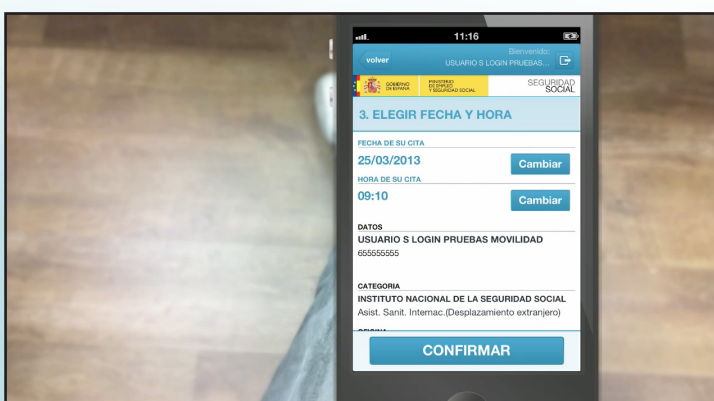 11:16
volver
Bienvenido:
USUARIO S LOGIN PRUEBAS...
GOBIERNO
DE ESPAÑA
MINISTERIO
DE EMPLEO
Y SEGURIDAD SOCIAL
SEGURIDAD
SOCIAL
3. ELEGIR FECHA Y HORA
FECHA DE SU CITA
25/03/2013
Cambiar
HORA DE SU CITA
09:10
Cambiar
DATOS
USUARIO S LOGIN PRUEBAS MOVILIDAD
655555555
CATEGORIA
INSTITUTO NACIONAL DE LA SEGURIDAD SOCIAL
Asist. Sanit. Internac.(Desplazamiento extranjero)
CONFIRMAR